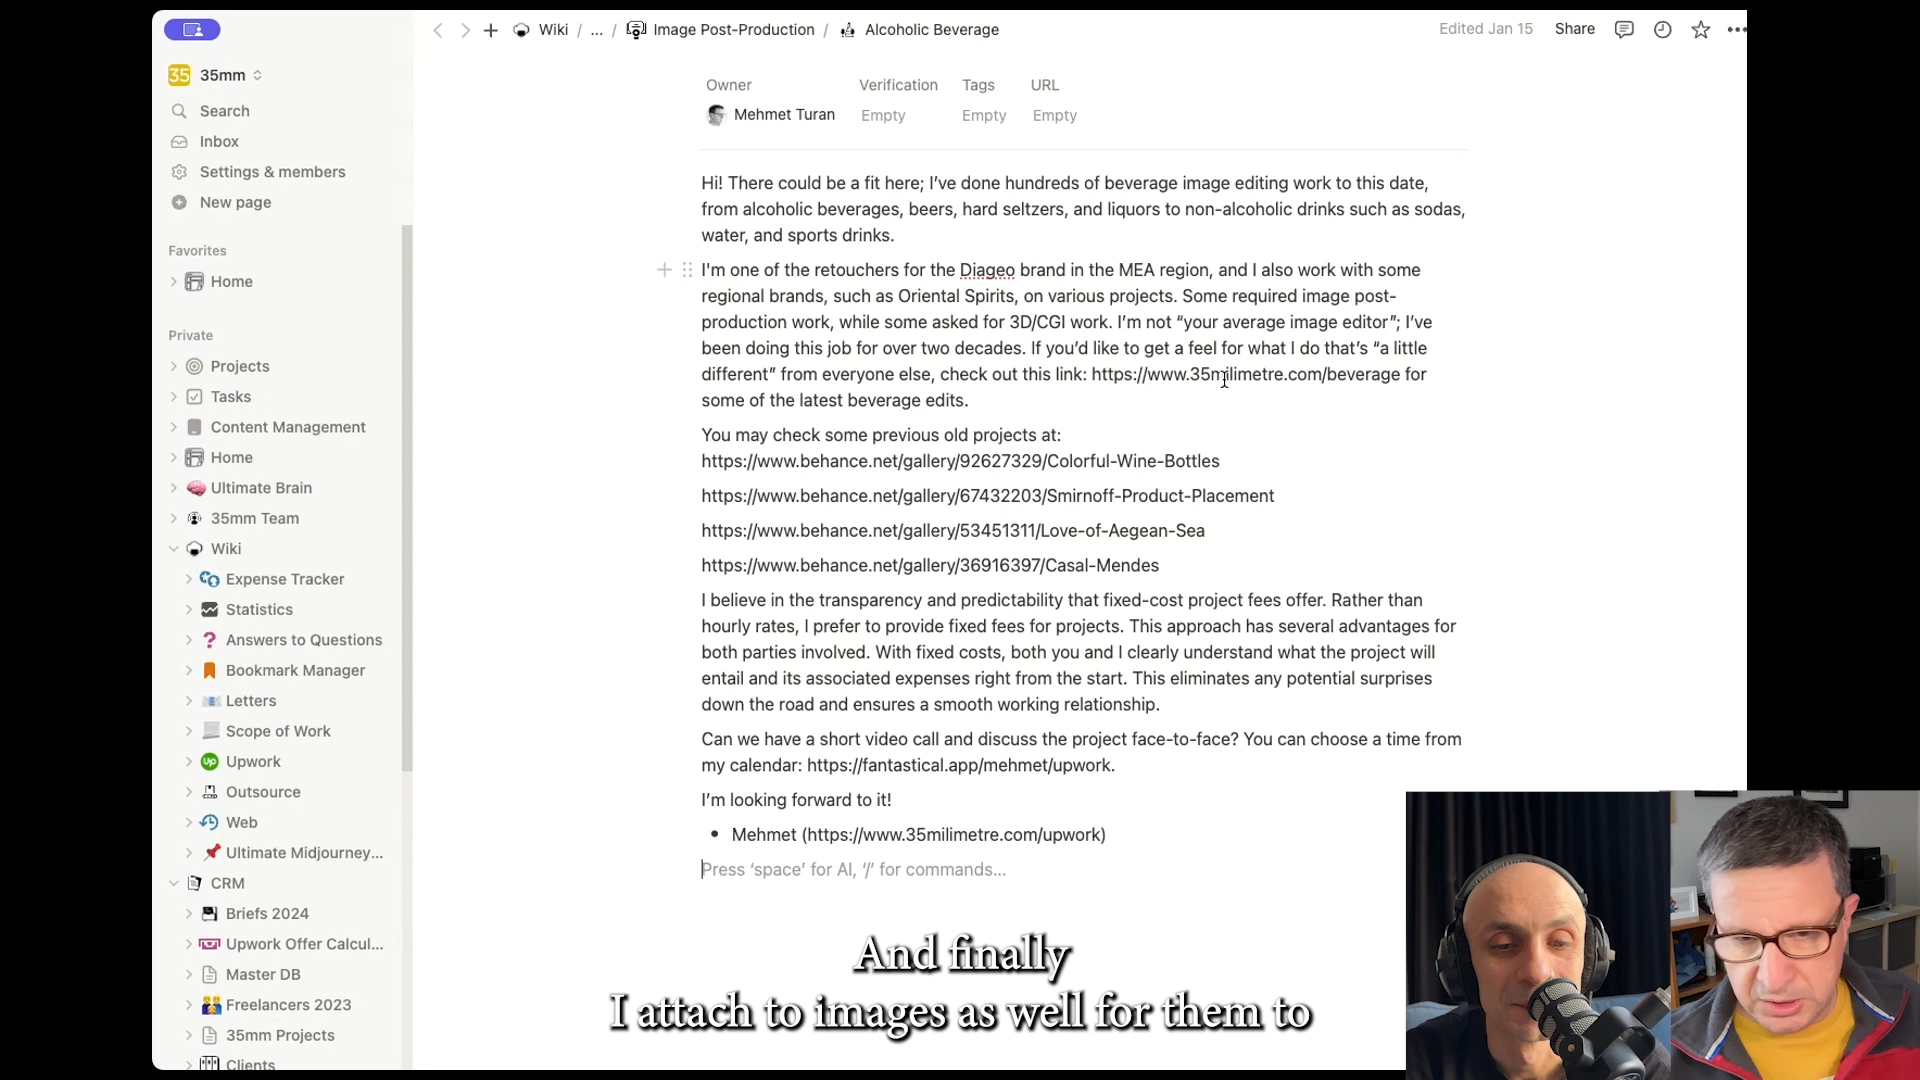 Wiki / ... / Image Post-Production / Alcoholic Beverage
Edited Jan 15 Share
35 35mm
Search
Inbox
Settings & members
New page
Favorites
Home
Private
Projects
Tasks
Content Management
Home
Ultimate Brain
35mm Team
Wiki
Expense Tracker
Statistics
Answers to Questions
Bookmark Manager
Letters
Scope of Work
Up Upwork
Outsource
Web
Ultimate Midjourney...
CRM
Briefs 2024
Upwork Offer Calcul...
Master DB
Freelancers 2023
35mm Projects
Clients
Owner Verification Tags URL
Mehmet Turan Empty Empty Empty
Hi! There could be a fit here; I’ve done hundreds of beverage image editing work to this date,
from alcoholic beverages, beers, hard seltzers, and liquors to non-alcoholic drinks such as sodas,
water, and sports drinks.
I'm one of the retouchers for the Diageo brand in the MEA region, and I also work with some
regional brands, such as Oriental Spirits, on various projects. Some required image post-
production work, while some asked for 3D/CGI work. I’m not “your average image editor”; I’ve
been doing this job for over two decades. If you’d like to get a feel for what I do that’s “a little
different” from everyone else, check out this link: https://www.35milimetre.com/beverage for
some of the latest beverage edits.
You may check some previous old projects at:
https://www.behance.net/gallery/92627329/Colorful-Wine-Bottles
https://www.behance.net/gallery/67432203/Smirnoff-Product-Placement
https://www.behance.net/gallery/53451311/Love-of-Aegean-Sea
https://www.behance.net/gallery/36916397/Casal-Mendes
I believe in the transparency and predictability that fixed-cost project fees offer. Rather than
hourly rates, I prefer to provide fixed fees for projects. This approach has several advantages for
both parties involved. With fixed costs, both you and I clearly understand what the project will
entail and its associated expenses right from the start. This eliminates any potential surprises
down the road and ensures a smooth working relationship.
Can we have a short video call and discuss the project face-to-face? You can choose a time from
my calendar: https://fantastical.app/mehmet/upwork.
I’m looking forward to it!
• Mehmet (https://www.35milimetre.com/upwork)
Press ‘space’ for AI, ‘/’ for commands...
And finally
I attach to images as well for them to